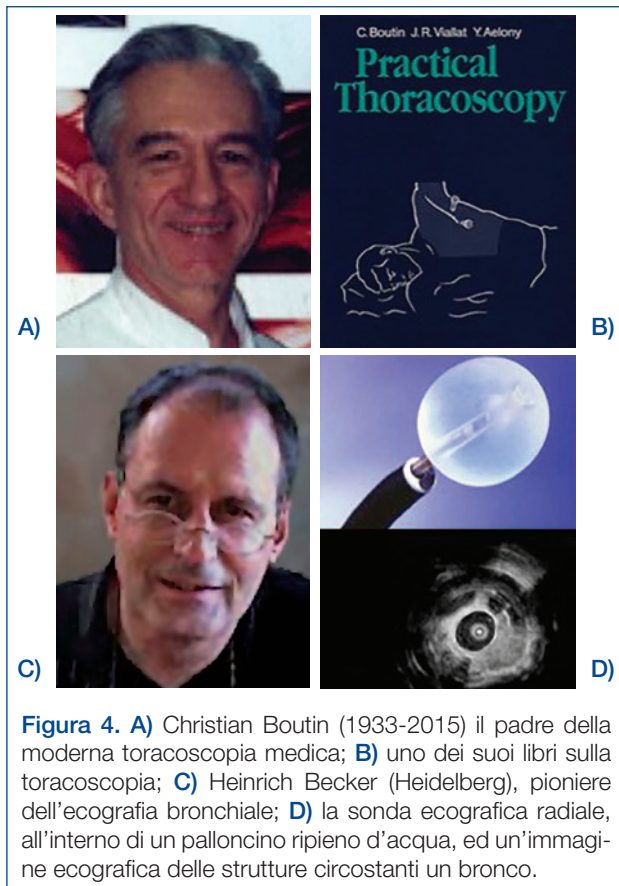 C. Boutin J. R. Viallat Y. Aelony
Practical
Thoracoscopy
A)
B)
C)
D)
Figura 4. A) Christian Boutin (1933-2015) il padre della
moderna toracoscopia medica; B) uno dei suoi libri sulla
toracoscopia; C) Heinrich Becker (Heidelberg), pioniere
dell'ecografia bronchiale; D) la sonda ecografica radiale,
all'interno di un palloncino ripieno d'acqua, ed un'immagi-
ne ecografica delle strutture circostanti un bronco.